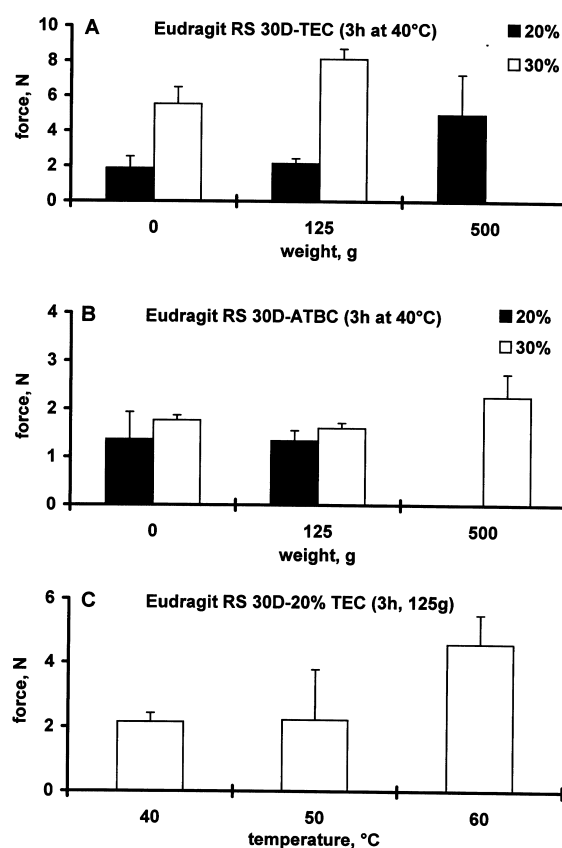 A Eudragit RS 30D-TEC (3h at 40°C)
20%
30%
force, N
10
8
6
4
2
0
0 125 500
weight, g
B Eudragit RS 30D-ATBC (3h at 40°C)
20%
30%
force, N
4
3
2
1
0
0 125 500
weight, g
C Eudragit RS 30D-20% TEC (3h, 125g)
force, N
6
4
2
0
40 50 60
temperature, °C